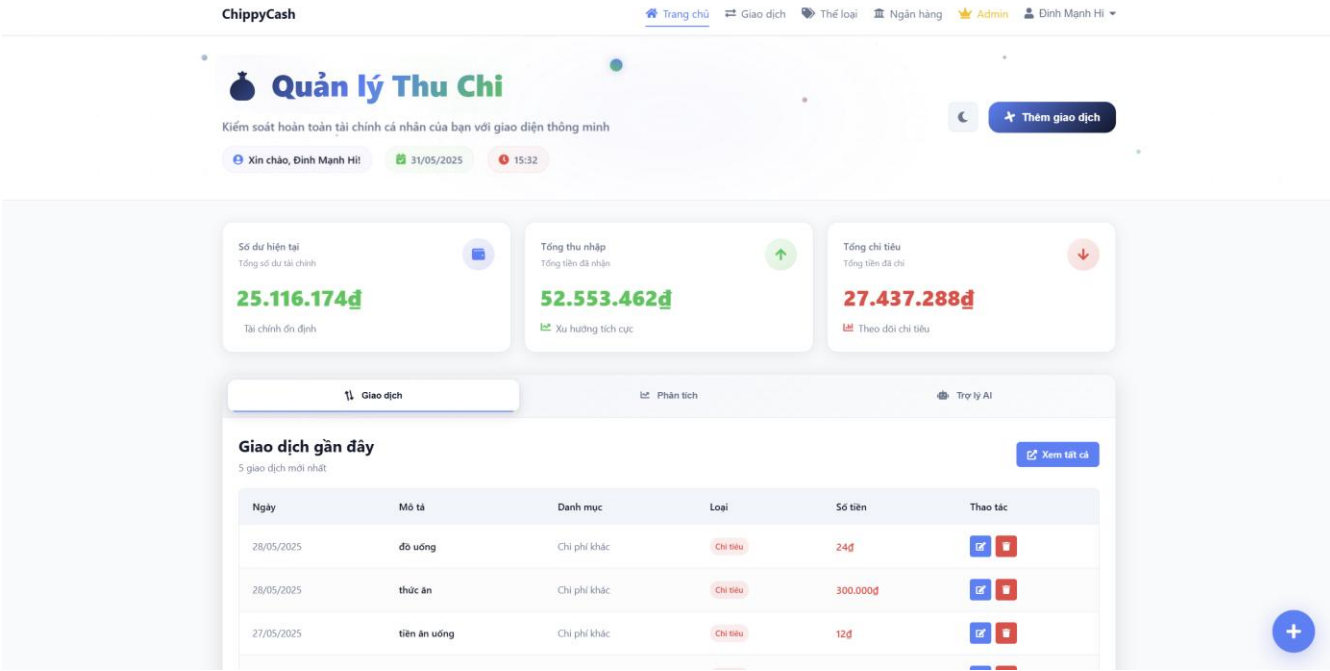 ChippyCash
Trang chủ Giao dịch Thể loại Ngân hàng Admin Đinh Mạnh Hi
Quản lý Thu Chi
Kiểm soát hoàn toàn tài chính cá nhân của bạn với giao diện thông minh
Thêm giao dịch
Xin chào, Đinh Mạnh Hi! 31/05/2025 15:32
Số dư hiện tại
Tổng số dư tài chính
25.116.174₫
Tài chính ổn định
Tổng thu nhập
Tổng tiền đã nhận
52.553.462₫
Xu hướng tích cực
Tổng chi tiêu
Tổng tiền đã chi
27.437.288₫
Theo dõi chi tiêu
Giao dịch Phân tích Trợ lý AI
Giao dịch gần đây
5 giao dịch mới nhất
Xem tất cả
Ngày Mô tả Danh mục Loại Số tiền Thao tác
28/05/2025 đồ uống Chi phí khác Chi tiêu 24₫
28/05/2025 thức ăn Chi phí khác Chi tiêu 300.000₫
27/05/2025 tiền ăn uống Chi phí khác Chi tiêu 12₫